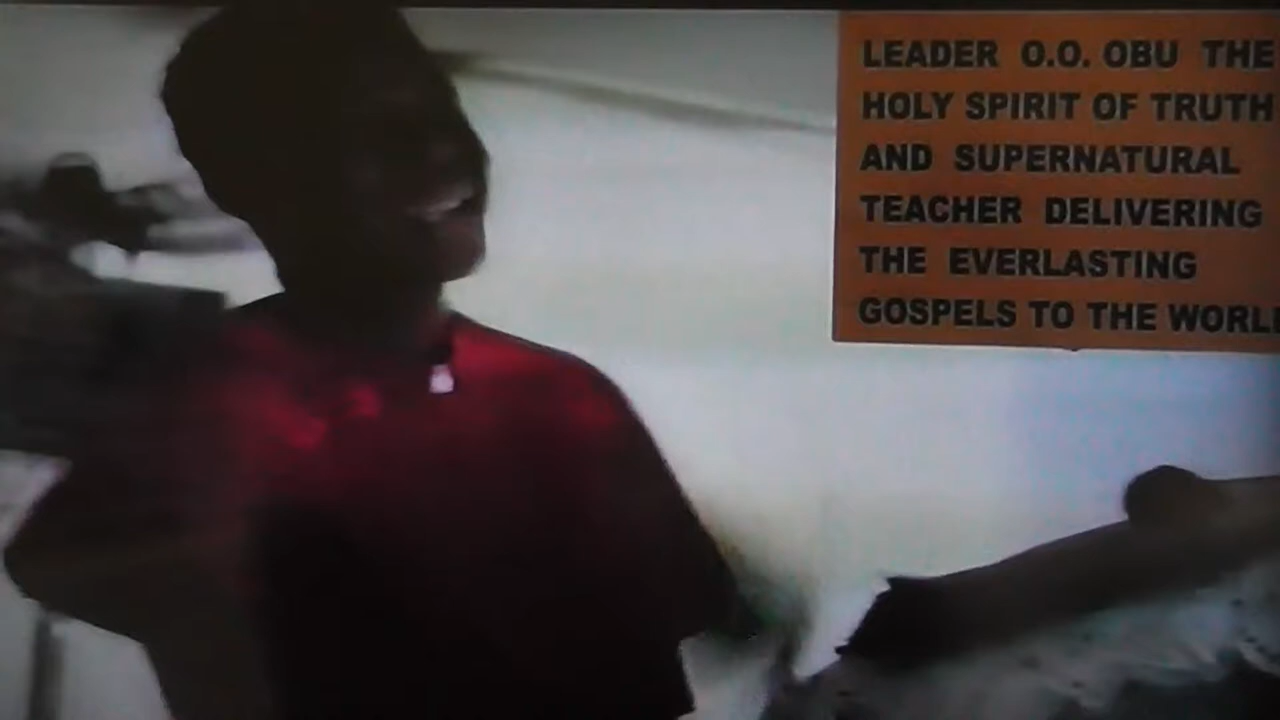 LEADER O.O. OBU THE
HOLY SPIRIT OF TRUTH
AND SUPERNATURAL
TEACHER DELIVERING
THE EVERLASTING
GOSPELS TO THE WORL